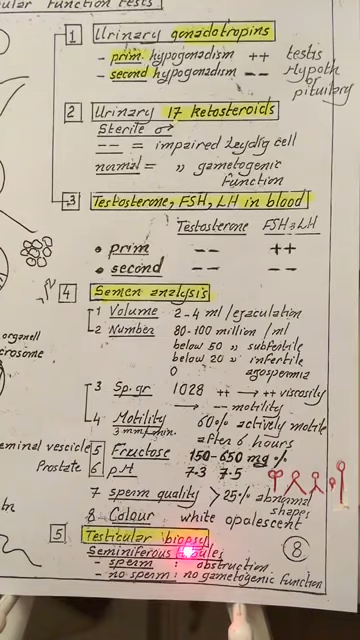 ular Function Tests
1 Urinary gonadotropins
- prim. hypogonadism ++ testis
- second hypogonadism -- Hypoth or pituitary
2 Urinary 17 ketosteroids
Sterile ♂
-- = impaired Leydig cell
normal = 〃 gametogenic
Function
3 Testosterone, FSH, LH in blood
Testosterone FSH & LH
• prim -- ++
• second -- --
4 Semen analysis
1 Volume 2-4 ml/ejaculation
2 Number 80-100 million/ml
below 50 〃 subfertile
below 20 〃 infertile
0 azospermia
3 Sp.gr 1028 ++ → ++ viscosity
→ -- motility
4 Motility 60% actively motile
3 mm/min. after 6 hours
eminal vescicle 5 Fructose 150-650 mg %
Prostate 6 pH 7.3 7.5
7 sperm quality > 25% abnormal
shapes
8 Colour white opalescent
5 Testicular biopsy
Seminiferous
- sperm : obstruction
- no sperm : no gametogenic function
8
organell
crosome